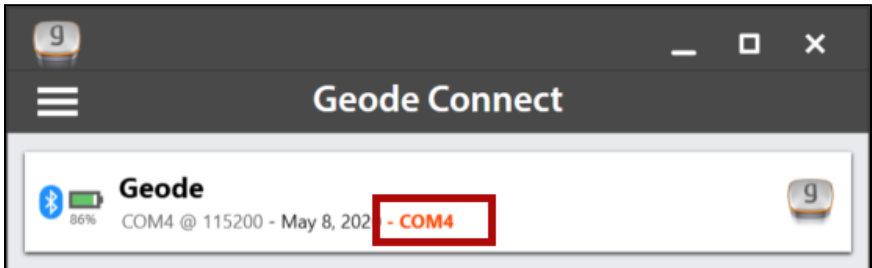 g
Geode Connect
Geode
g
86%
COM4 @ 115200 - May 8, 202 - COM4